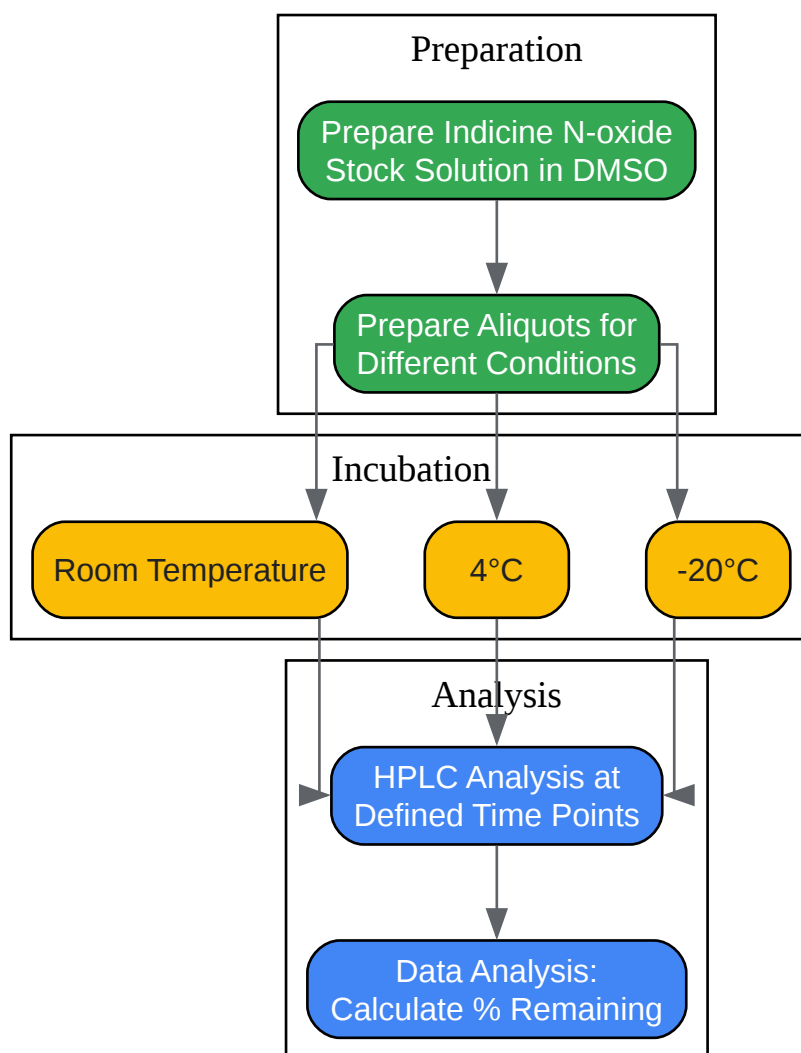 Preparation
Prepare Indicine N-oxide
Stock Solution in DMSO
Prepare Aliquots for
Different Conditions
Incubation
Room Temperature
4°C
-20°C
Analysis
HPLC Analysis at
Defined Time Points
Data Analysis:
Calculate % Remaining